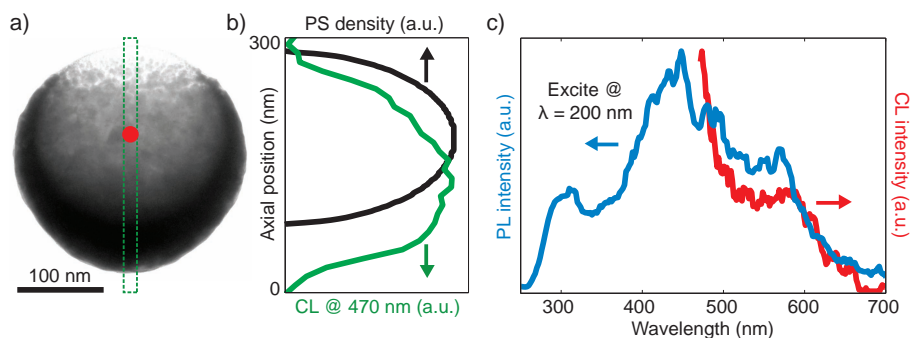 a)
100 nm
b)
PS density (a.u.)
300
Axial position (nm)
0
CL @ 470 nm (a.u.)
c)
Excite @
λ = 200 nm
PL intensity
(a.u.)
CL intensity
(a.u.)
300
400
500
600
700
Wavelength (nm)